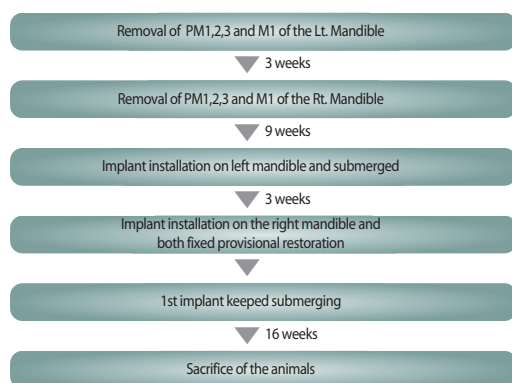 Removal of PM1,2,3 and M1 of the Lt. Mandible
3 weeks
Removal of PM1,2,3 and M1 of the Rt. Mandible
9 weeks
Implant installation on left mandible and submerged
3 weeks
Implant installation on the right mandible and
both fixed provisional restoration
1st implant keeped submerging
16 weeks
Sacrifice of the animals